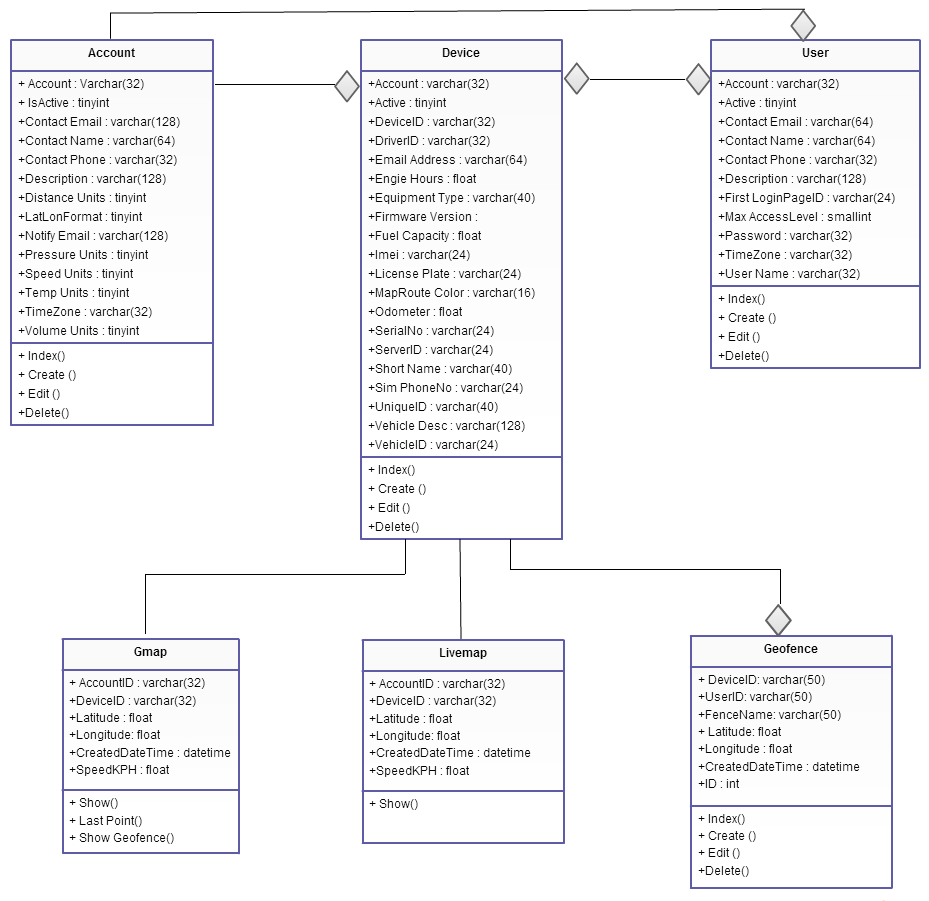 Account
+ Account : Varchar(32)
+ IsActive : tinyint
+Contact Email : varchar(128)
+Contact Name : varchar(64)
+Contact Phone : varchar(32)
+Description : varchar(128)
+Distance Units : tinyint
+LatLonFormat : tinyint
+Notify Email : varchar(128)
+Pressure Units : tinyint
+Speed Units : tinyint
+Temp Units : tinyint
+TimeZone : varchar(32)
+Volume Units : tinyint
+ Index()
+ Create ()
+ Edit ()
+Delete()
Device
+Account : varchar(32)
+Active : tinyint
+DeviceID : varchar(32)
+DriverID : varchar(32)
+Email Address : varchar(64)
+Engie Hours : float
+Equipment Type : varchar(40)
+Firmware Version :
+Fuel Capacity : float
+Imei : varchar(24)
+License Plate : varchar(24)
+MapRoute Color : varchar(16)
+Odometer : float
+SerialNo : varchar(24)
+ServerID : varchar(24)
+Short Name : varchar(40)
+Sim PhoneNo : varchar(24)
+UniqueID : varchar(40)
+Vehicle Desc : varchar(128)
+VehicleID : varchar(24)
+ Index()
+ Create ()
+ Edit ()
+Delete()
User
+Account : varchar(32)
+Active : tinyint
+Contact Email : varchar(64)
+Contact Name : varchar(64)
+Contact Phone : varchar(32)
+Description : varchar(128)
+First LoginPageID : varchar(24)
+Max AccessLevel : smallint
+Password : varchar(32)
+TimeZone : varchar(32)
+User Name : varchar(32)
+ Index()
+ Create ()
+ Edit ()
+Delete()
Gmap
+ AccountID : varchar(32)
+DeviceID : varchar(32)
+Latitude : float
+Longitude: float
+CreatedDateTime : datetime
+SpeedKPH : float
+ Show()
+ Last Point()
+ Show Geofence()
Livemap
+ AccountID : varchar(32)
+DeviceID : varchar(32)
+Latitude : float
+Longitude: float
+CreatedDateTime : datetime
+SpeedKPH : float
+ Show()
Geofence
+ DeviceID: varchar(50)
+UserID: varchar(50)
+FenceName: varchar(50)
+ Latitude: float
+Longitude : float
+CreatedDateTime : datetime
+ID : int
+ Index()
+ Create ()
+ Edit ()
+Delete()